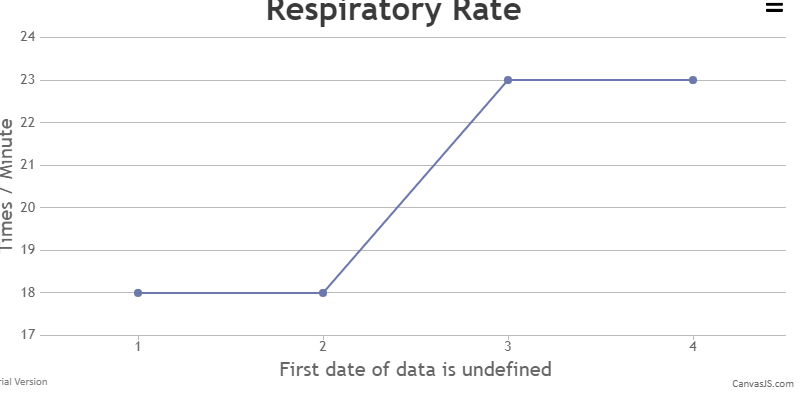 Respiratory Rate
24
23
22
21
20
19
18
17
Times / Minute
1 2 3 4
First date of data is undefined
rial Version
CanvasJS.com